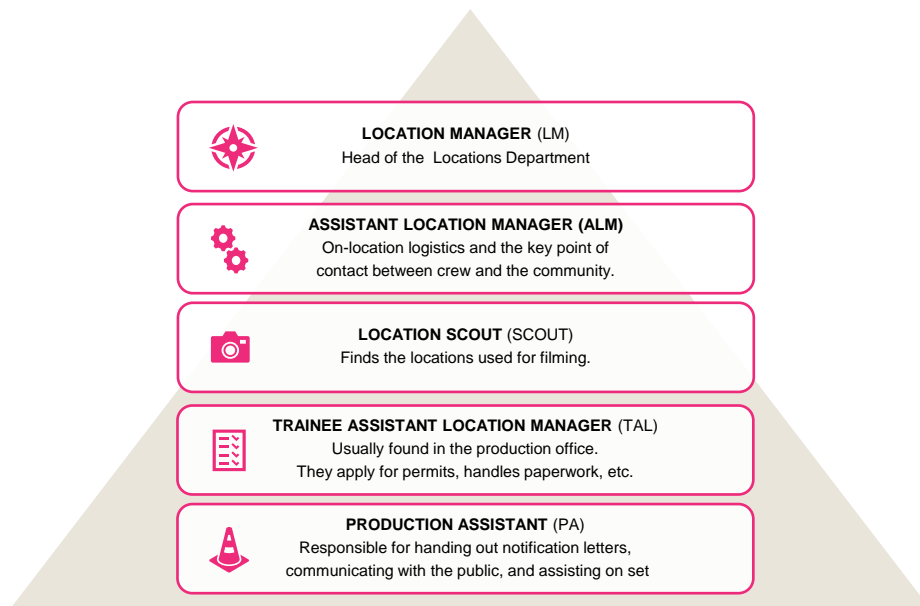 LOCATION MANAGER (LM)
Head of the Locations Department
ASSISTANT LOCATION MANAGER (ALM)
On-location logistics and the key point of
contact between crew and the community.
LOCATION SCOUT (SCOUT)
Finds the locations used for filming.
TRAINEE ASSISTANT LOCATION MANAGER (TAL)
Usually found in the production office.
They apply for permits, handles paperwork, etc.
PRODUCTION ASSISTANT (PA)
Responsible for handing out notification letters,
communicating with the public, and assisting on set